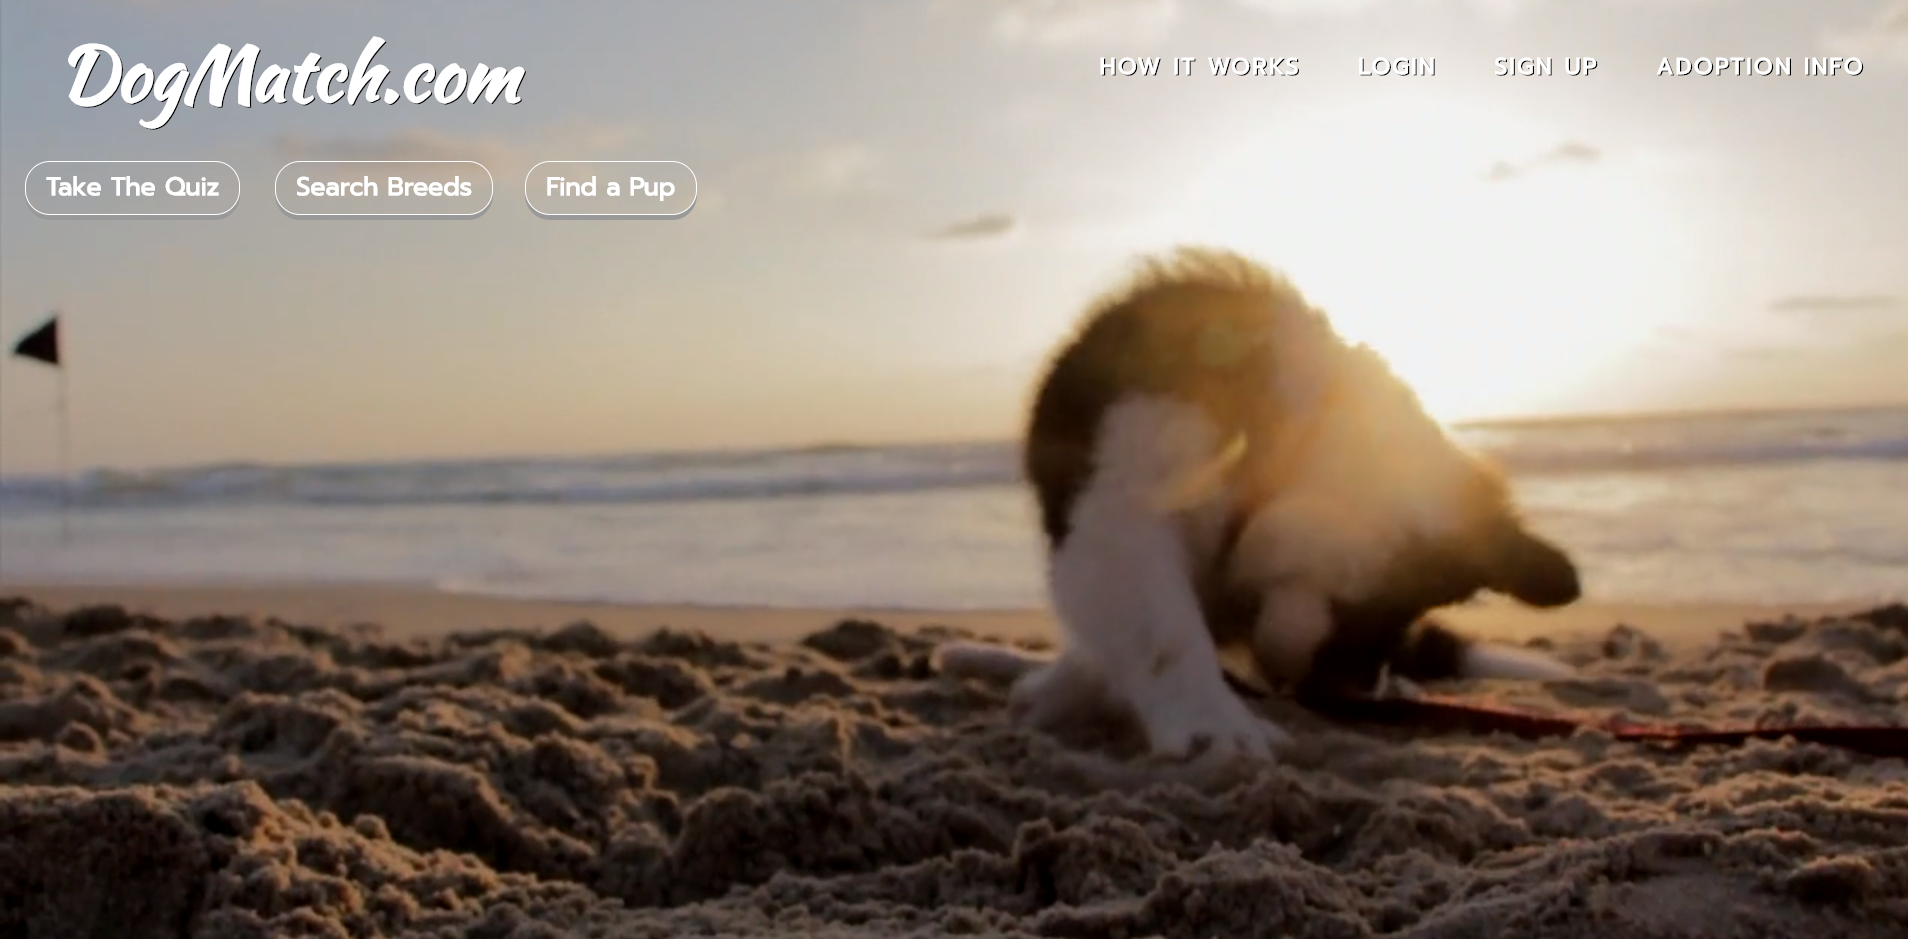 DogMatch.com
HOW IT WORKS
LOGIN
SIGN UP
ADOPTION INFO
Take The Quiz
Search Breeds
Find a Pup